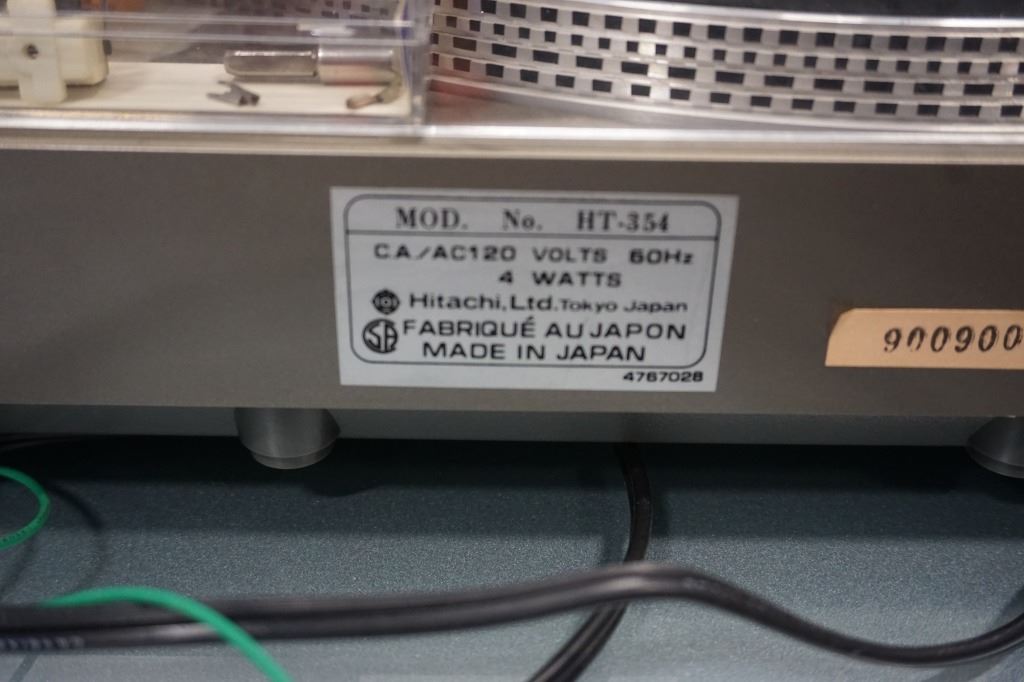 MOD. No. HT-354
C.A./AC120 VOLTS 60Hz
4 WATTS
Hitachi, Ltd. Tokyo Japan
FABRIQUÉ AU JAPON
MADE IN JAPAN
4767028
900900